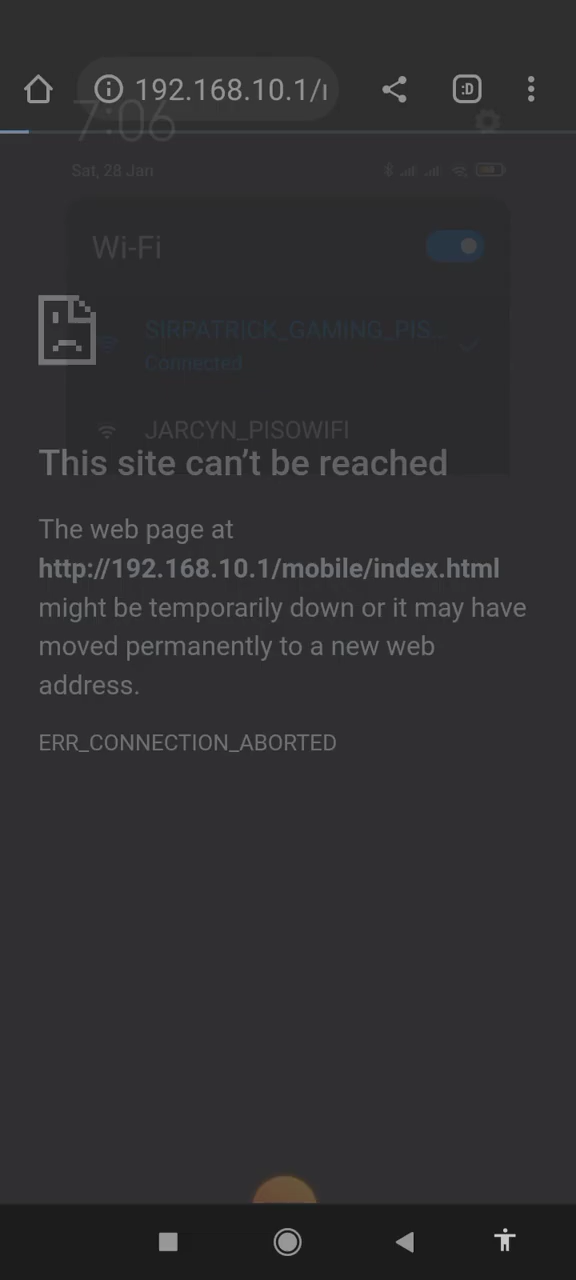 192.168.10.1/
:D
7:06
Sat, 28 Jan
Wi-Fi
SIRPATRICK_GAMING_PIS...
Connected
JARCYN_PISOWIFI
This site can’t be reached
The web page at
http://192.168.10.1/mobile/index.html
might be temporarily down or it may have
moved permanently to a new web
address.
ERR_CONNECTION_ABORTED